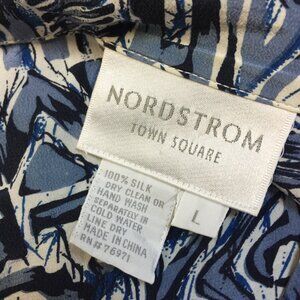 NORDSTROM
TOWN SQUARE
L
100% SILK
DRY CLEAN OR
HAND WASH
SEPARATELY IN
COLD WATER
LINE DRY
MADE IN CHINA
RN# 76971